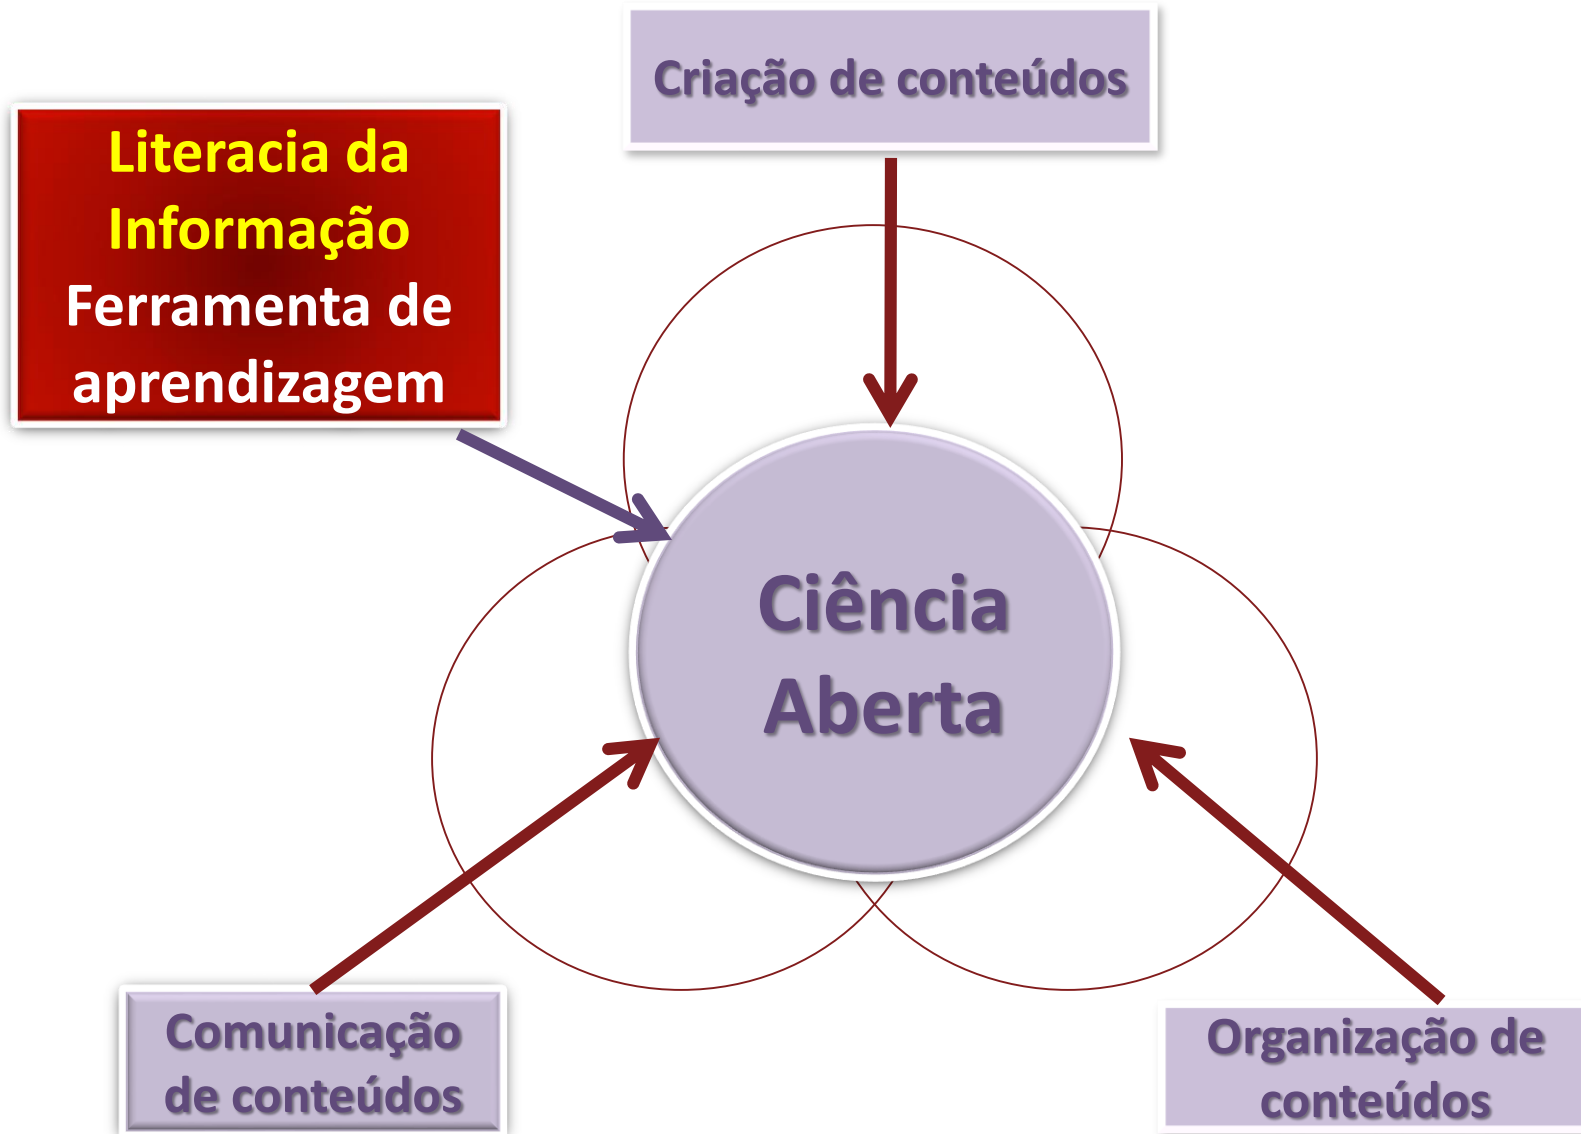 Criação de conteúdos
Literacia da
Informação
Ferramenta de
aprendizagem
Ciência
Aberta
Comunicação
de conteúdos
Organização de
conteúdos